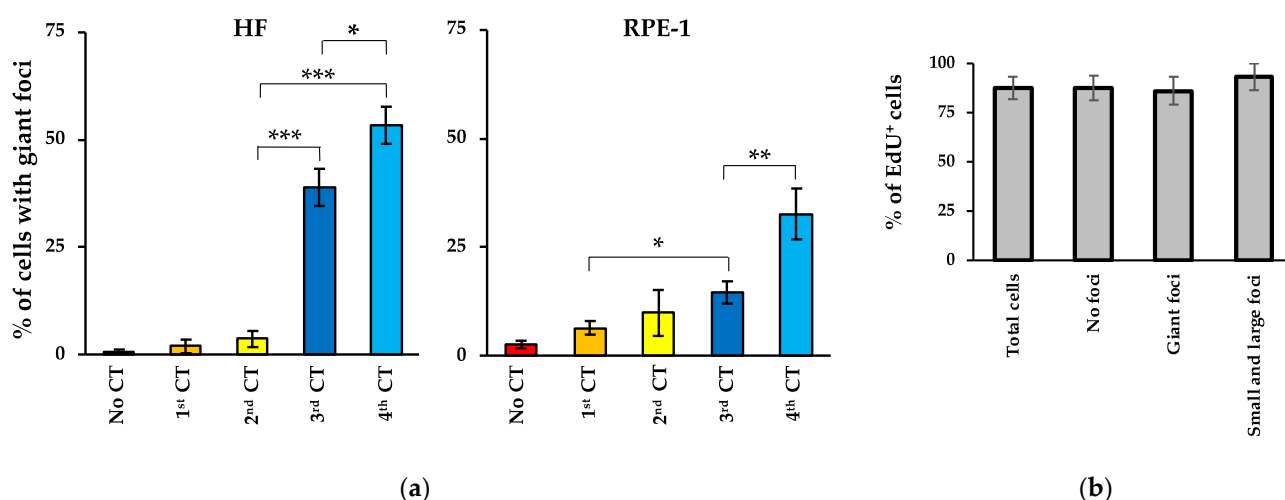 HF
% of cells with giant foci
75
50
25
0
*
***
***
No CT
1st CT
2nd CT
3rd CT
4th CT
RPE-1
75
50
25
0
**
*
No CT
1st CT
2nd CT
3rd CT
4th CT
(a)
% of EdU+ cells
100
75
50
25
0
Total cells
No foci
Giant foci
Small and large foci
(b)